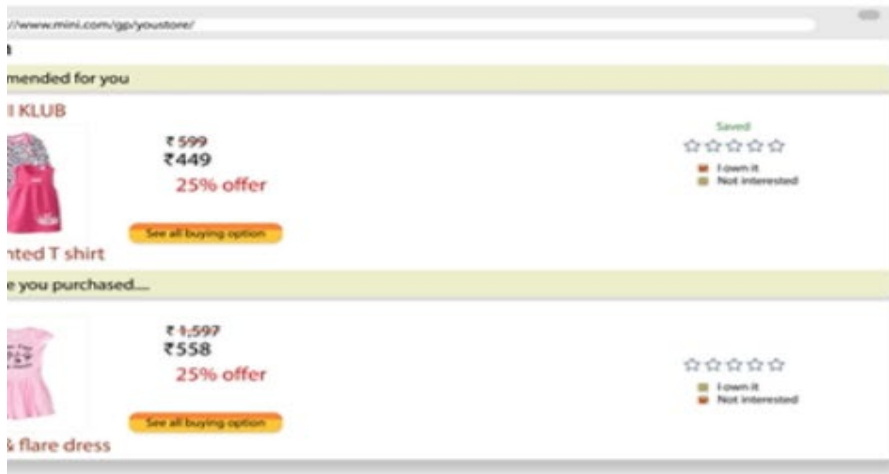 ://www.mini.com/gp/youstore/
mended for you
I KLUB
₹ 599
₹449
25% offer
See all buying option
nted T shirt
Saved
I own it
Not interested
e you purchased....
₹ 1,597
₹558
25% offer
See all buying option
& flare dress
I own it
Not interested